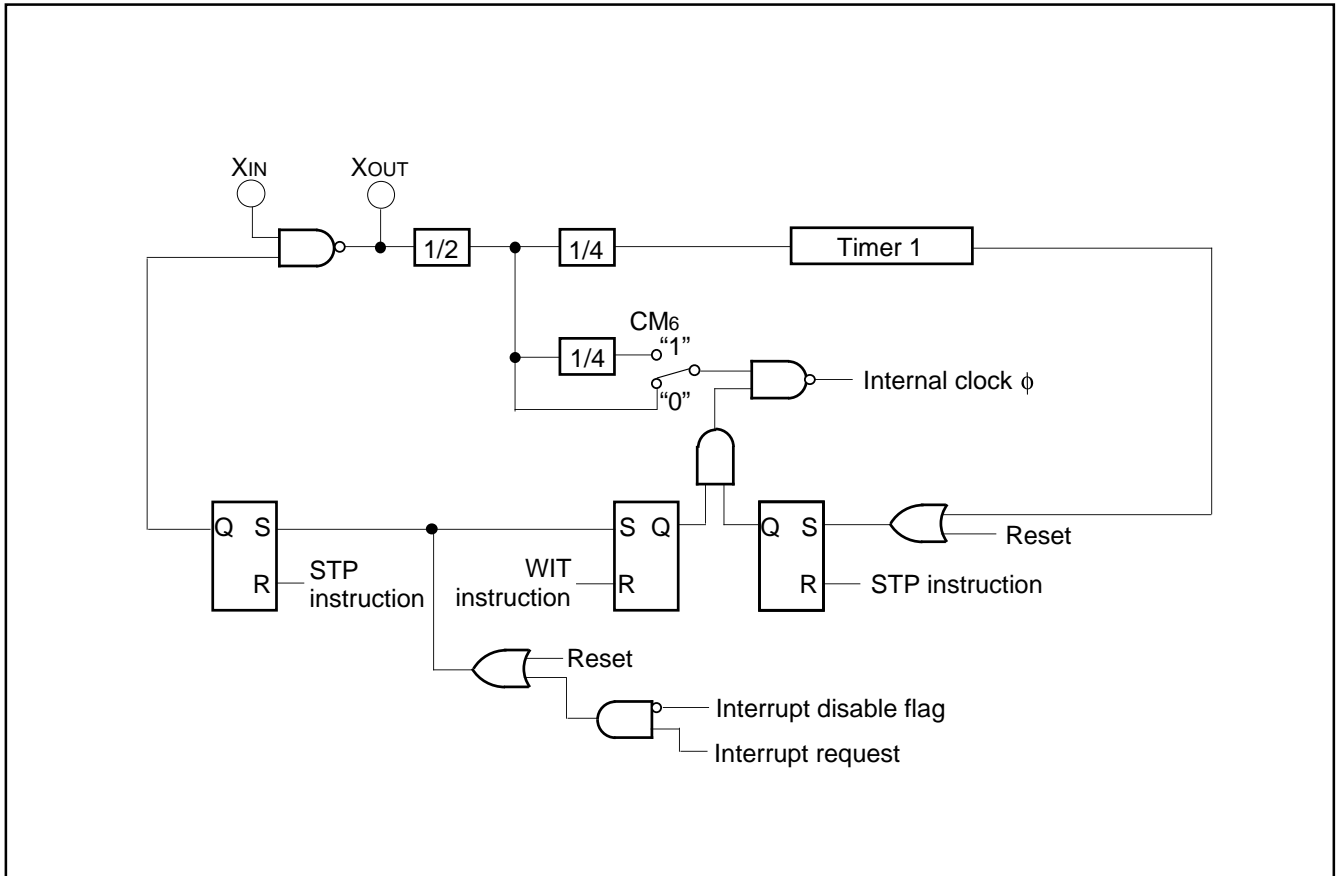 XIN
XOUT
1/2
1/4
Timer 1
CM6
“1”
1/4
“0”
Internal clock ϕ
Q S
R
STP
instruction
S Q
R
WIT
instruction
Q S
R
Reset
STP instruction
Reset
Interrupt disable flag
Interrupt request